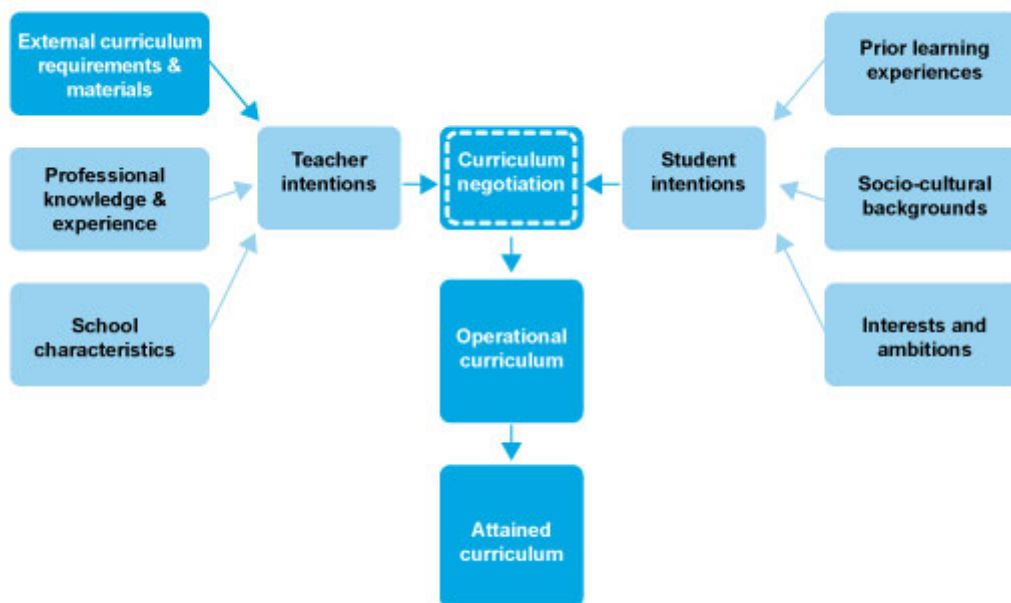 External curriculum
requirements &
materials
Professional
knowledge &
experience
School
characteristics
Teacher
intentions
Curriculum
negotiation
Operational
curriculum
Attained
curriculum
Student
intentions
Prior learning
experiences
Socio-cultural
backgrounds
Interests and
ambitions